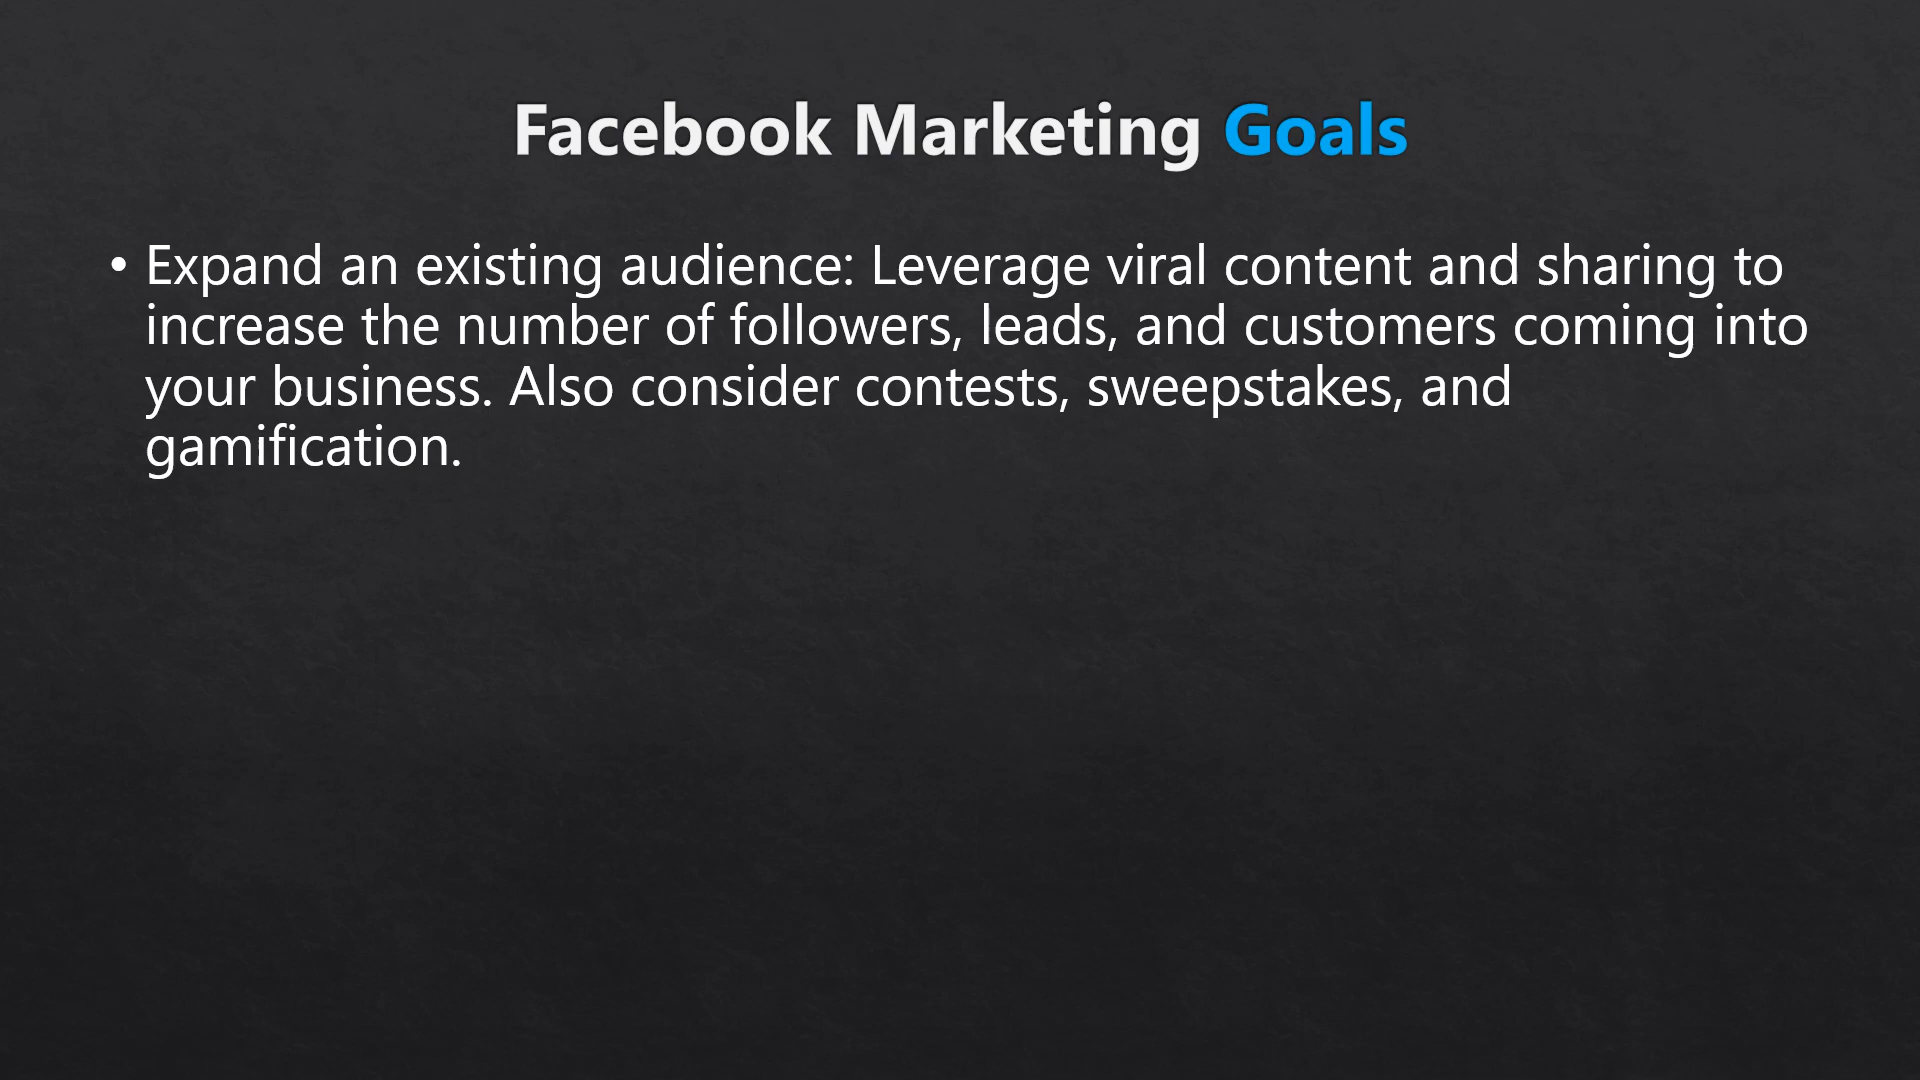 Facebook Marketing Goals
• Expand an existing audience: Leverage viral content and sharing to
increase the number of followers, leads, and customers coming into
your business. Also consider contests, sweepstakes, and
gamification.